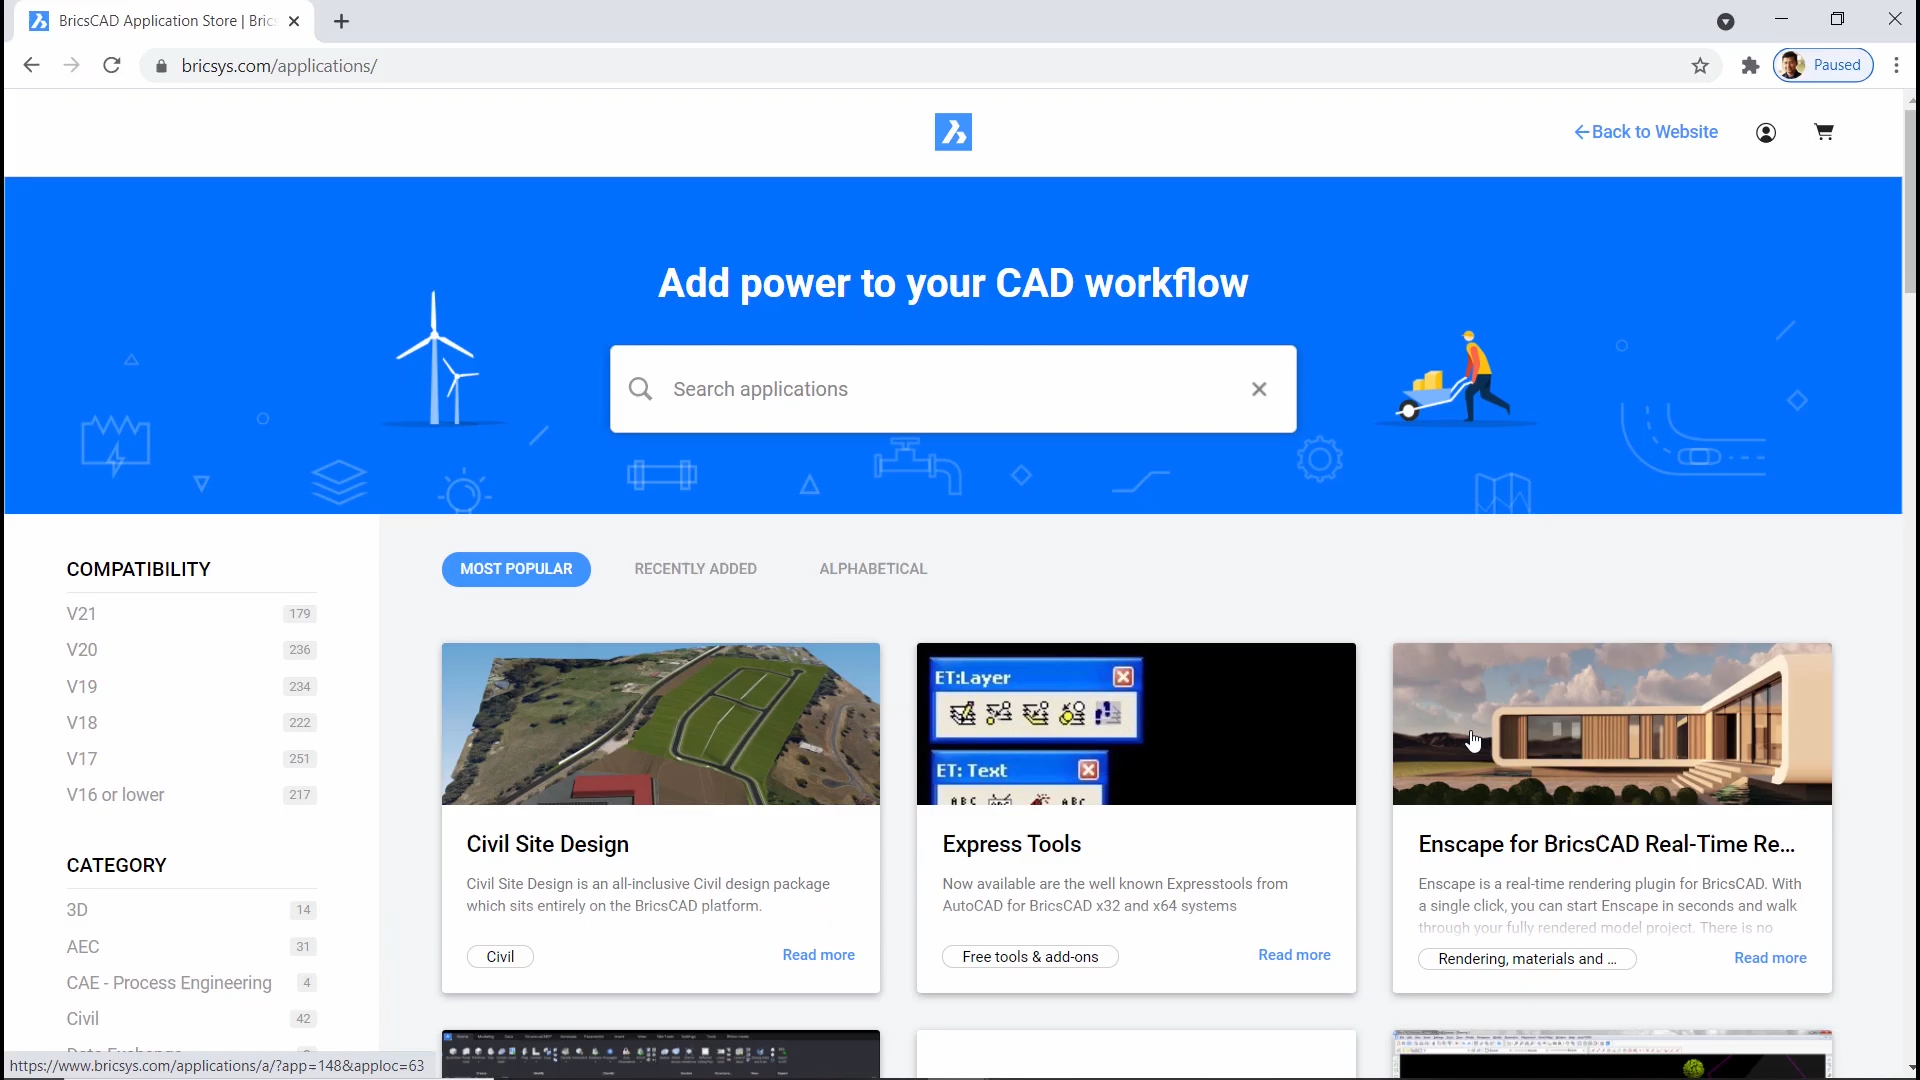 BricsCAD Application Store | Bric
bricsys.com/applications/
Paused
Back to Website
Add power to your CAD workflow
Search applications
COMPATIBILITY
V21 179
V20 236
V19 234
V18 222
V17 251
V16 or lower 217
CATEGORY
3D 14
AEC 31
CAE - Process Engineering 4
Civil 42
MOST POPULAR RECENTLY ADDED ALPHABETICAL
ET:Layer
ET: Text
Civil Site Design
Civil Site Design is an all-inclusive Civil design package
which sits entirely on the BricsCAD platform.
Civil Read more
Express Tools
Now available are the well known Expresstools from
AutoCAD for BricsCAD x32 and x64 systems
Free tools & add-ons Read more
Enscape for BricsCAD Real-Time Re...
Enscape is a real-time rendering plugin for BricsCAD. With
a single click, you can start Enscape in seconds and walk
through your fully rendered model project. There is no
Rendering, materials and ... Read more
https://www.bricsys.com/applications/a/?app=148&apploc=63